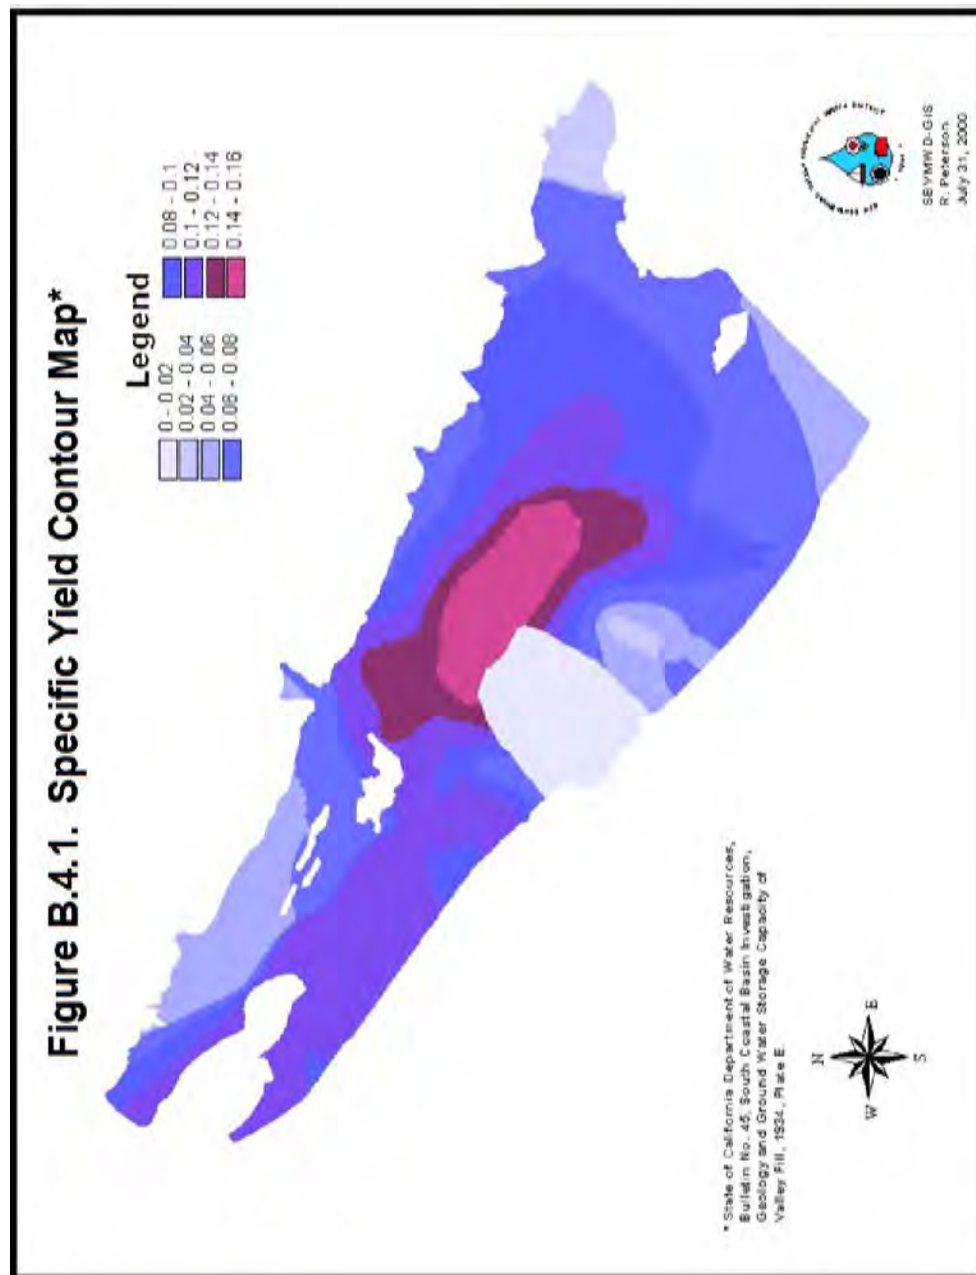 Figure B.4.1. Specific Yield Contour Map*
Legend
0 - 0.02
0.02 - 0.04
0.04 - 0.06
0.06 - 0.08
0.08 - 0.1
0.1 - 0.12
0.12 - 0.14
0.14 - 0.16
* State of California Department of Water Resources,
Bulletin No. 45, South Coastal Basin Investigation,
Geology and Ground Water Storage Capacity of
Valley Fill, 1934, Plate E.
N
W
E
S
SBVMWD-GIS
R. Peterson
July 31, 2000